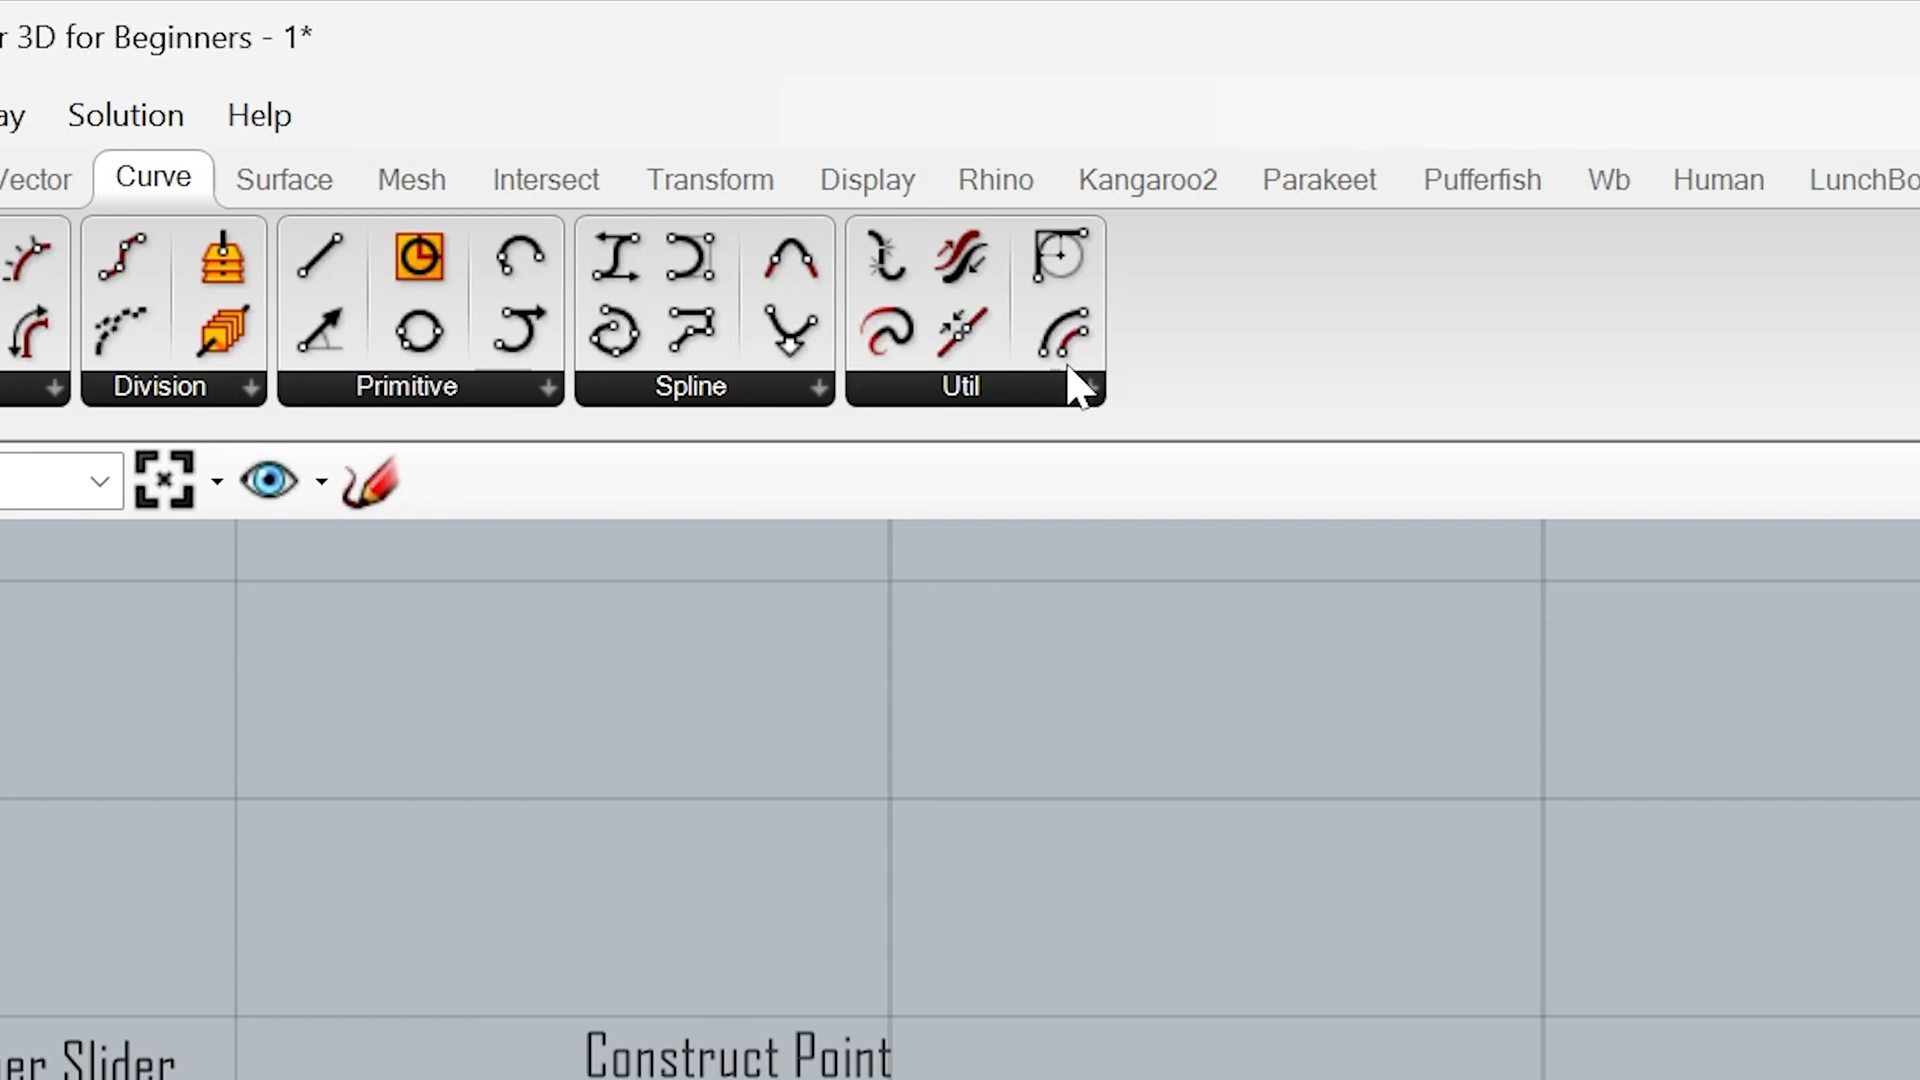 r 3D for Beginners - 1*
ay Solution Help
Vector Curve Surface Mesh Intersect Transform Display Rhino Kangaroo2 Parakeet Pufferfish Wb Human LunchBo
Division Primitive Spline Util
er Slider Construct Point